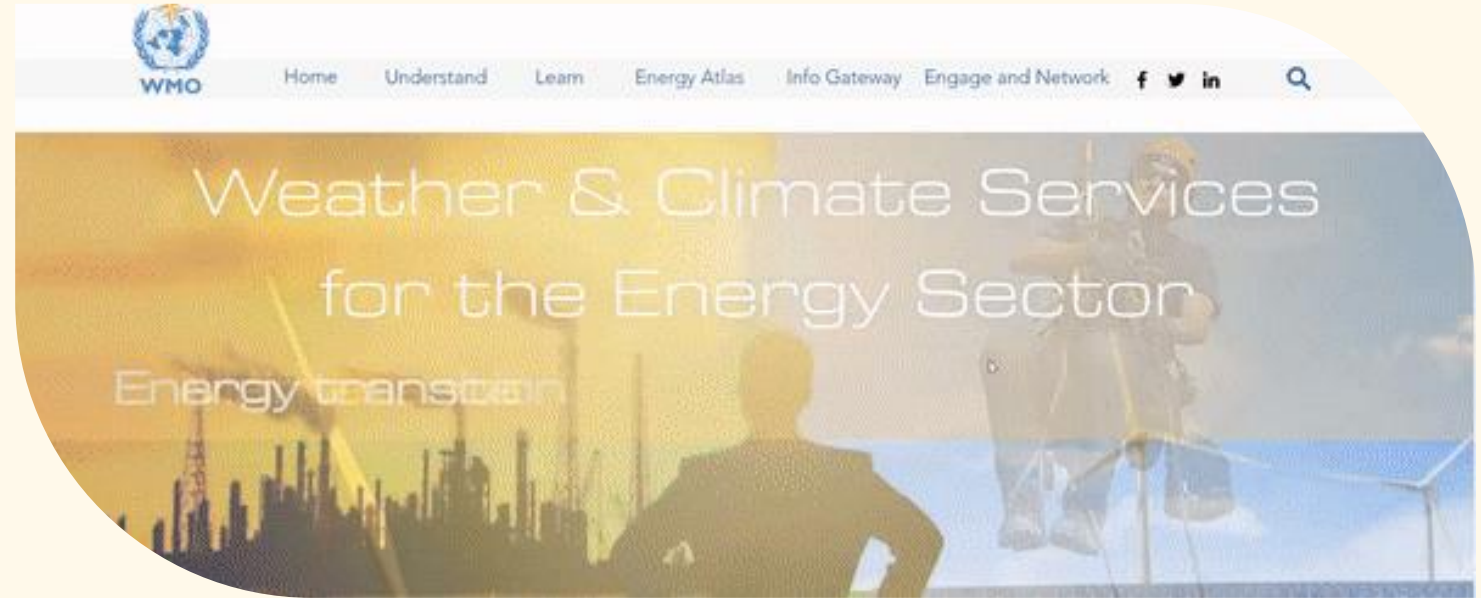 WMO
Home Understand Learn Energy Atlas Info Gateway Engage and Network f in
Weather & Climate Services
for the Energy Sector
Energy transition